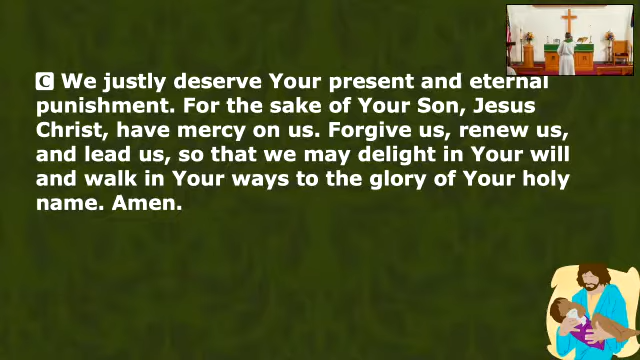 C We justly deserve Your present and eternal
punishment. For the sake of Your Son, Jesus
Christ, have mercy on us. Forgive us, renew us,
and lead us, so that we may delight in Your will
and walk in Your ways to the glory of Your holy
name. Amen.